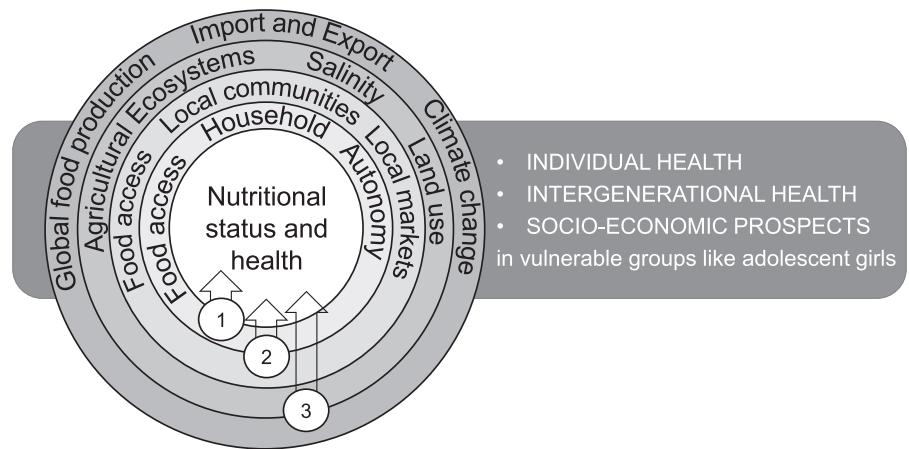 Import and Export
Global food production
Climate change
Agricultural Ecosystems
Salinity
Land use
Local communities
Food access
Local markets
Household
Food access
Autonomy
Nutritional
status and
health
1
2
3
• INDIVIDUAL HEALTH
• INTERGENERATIONAL HEALTH
• SOCIO-ECONOMIC PROSPECTS
in vulnerable groups like adolescent girls